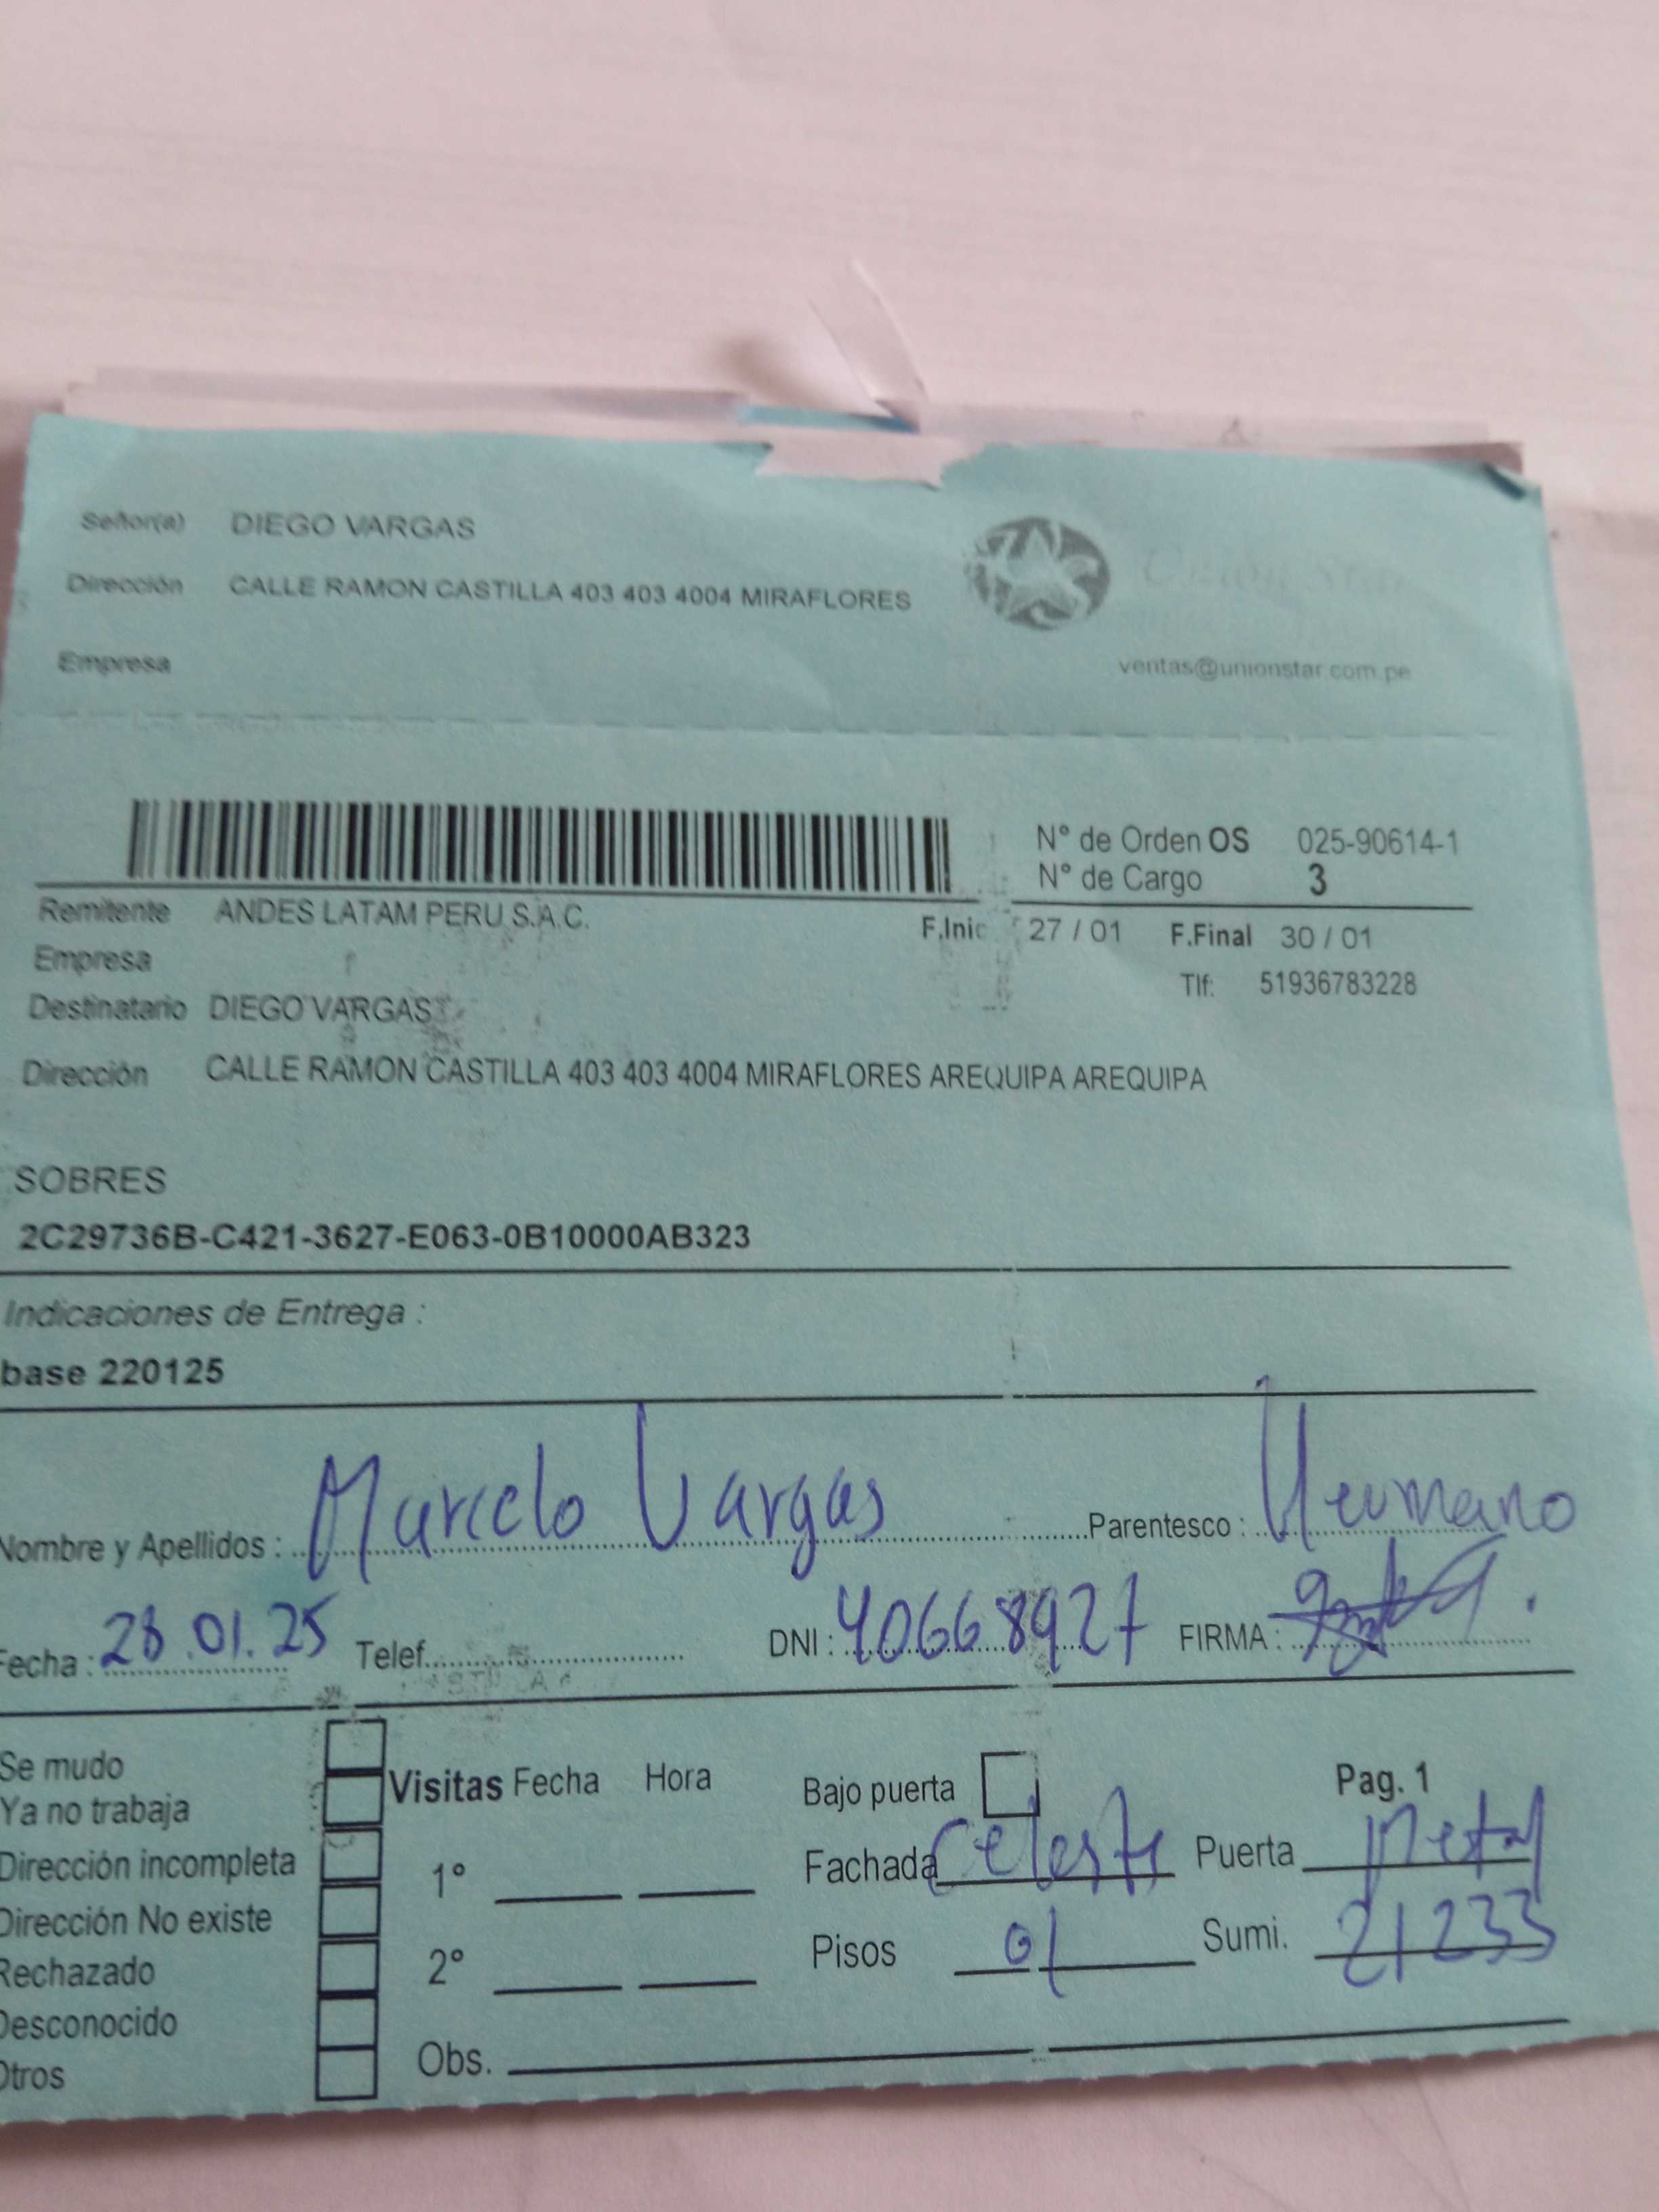 Señor(a) DIEGO VARGAS
Dirección CALLE RAMON CASTILLA 403 403 4004 MIRAFLORES
Empresa
Union Star
ventas@unionstar.com.pe
N° de Orden OS 025-90614-1
N° de Cargo 3
Remitente ANDES LATAM PERU S.A.C.
F.Inic 27 / 01 F.Final 30 / 01
Empresa
Tlf: 51936783228
Destinatario DIEGO VARGAS
Dirección CALLE RAMON CASTILLA 403 403 4004 MIRAFLORES AREQUIPA AREQUIPA
SOBRES
2C29736B-C421-3627-E063-0B10000AB323
Indicaciones de Entrega :
base 220125
Nombre y Apellidos : Marcelo Vargas Parentesco : Hermano
Fecha : 28.01.25 Telef. DNI : 40668927 FIRMA :
Se mudo
Ya no trabaja
Dirección incompleta
Dirección No existe
Rechazado
Desconocido
Otros
Visitas Fecha Hora
1°
2°
Obs.
Bajo puerta Pag. 1
Fachada Celeste Puerta Metal
Pisos 01 Sumi. 21233